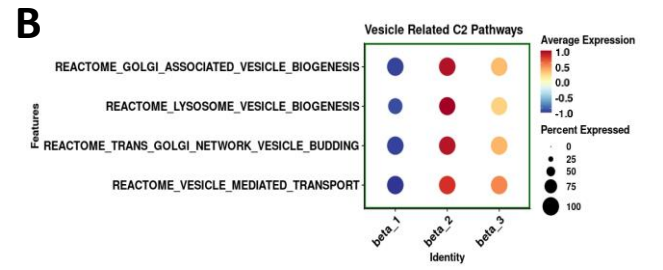 B
Vesicle Related C2 Pathways
REACTOME_GOLGI_ASSOCIATED_VESICLE_BIOGENESIS
REACTOME_LYSOSOME_VESICLE_BIOGENESIS
REACTOME_TRANS_GOLGI_NETWORK_VESICLE_BUDDING
REACTOME_VESICLE_MEDIATED_TRANSPORT
Features
beta_1
beta_2
beta_3
Identity
Average Expression
1.0
0.5
0.0
-0.5
-1.0
Percent Expressed
0
25
50
75
100